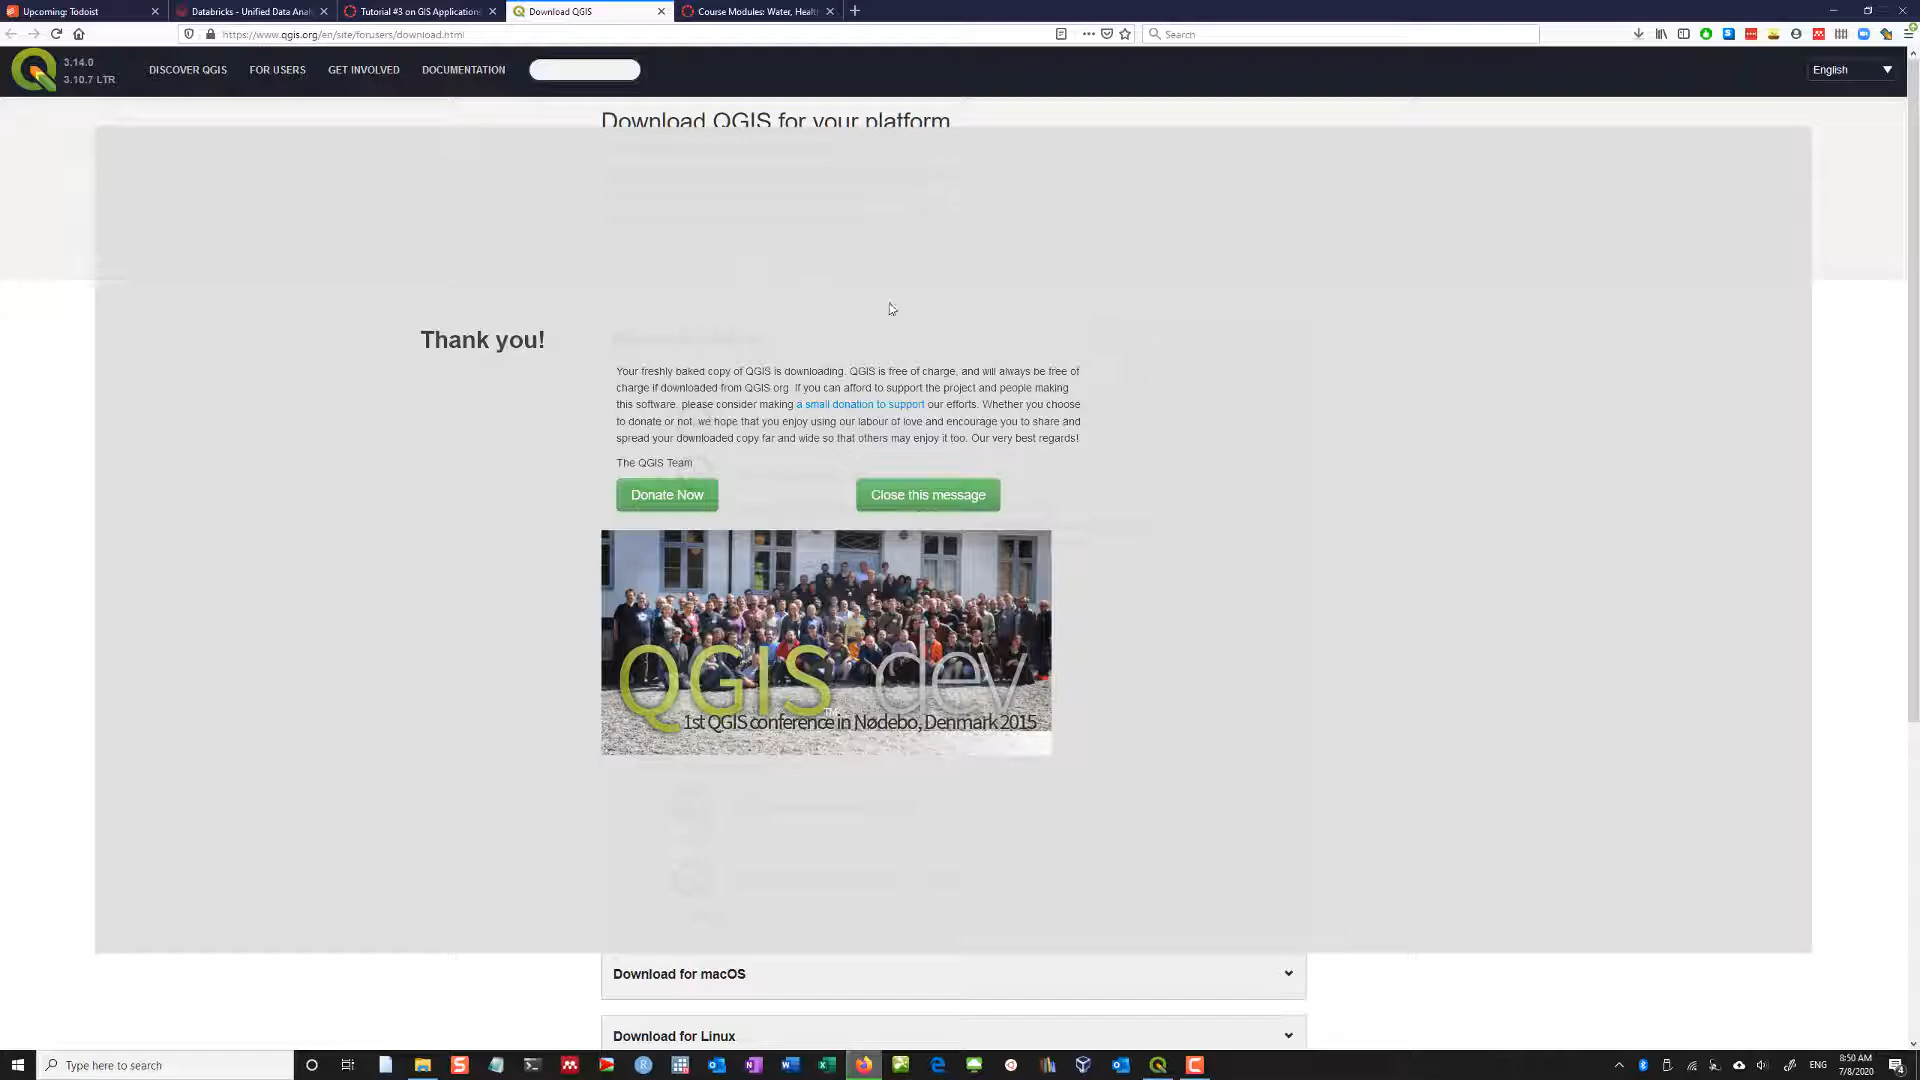 Upcoming: Todoist
Databricks - Unified Data Anal
Tutorial #3 on GIS Applications
Download QGIS
Course Modules: Water, Healt
https://www.qgis.org/en/site/forusers/download.html
Search
3.14.0
3.10.7 LTR
DISCOVER QGIS
FOR USERS
GET INVOLVED
DOCUMENTATION
English
Download QGIS for your platform
Thank you!
Your freshly baked copy of QGIS is downloading. QGIS is free of charge, and will always be free of
charge if downloaded from QGIS.org. If you can afford to support the project and people making
this software, please consider making a small donation to support our efforts. Whether you choose
to donate or not, we hope that you enjoy using our labour of love and encourage you to share and
spread your downloaded copy far and wide so that others may enjoy it too. Our very best regards!
The QGIS Team
Donate Now
Close this message
QGIS dev
TM
1st QGIS conference in Nødebo, Denmark 2015
Download for macOS
Download for Linux
Type here to search
ENG
8:50 AM
7/8/2020